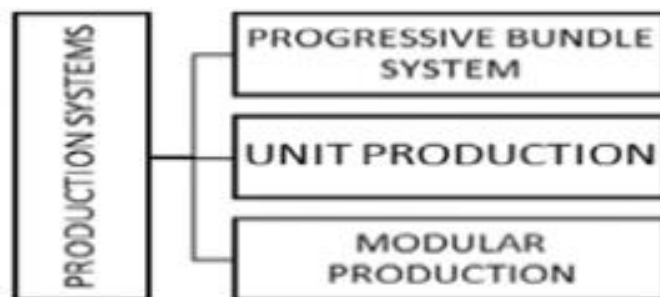 PRODUCTION SYSTEMS
PROGRESSIVE BUNDLE
SYSTEM
UNIT PRODUCTION
MODULAR
PRODUCTION